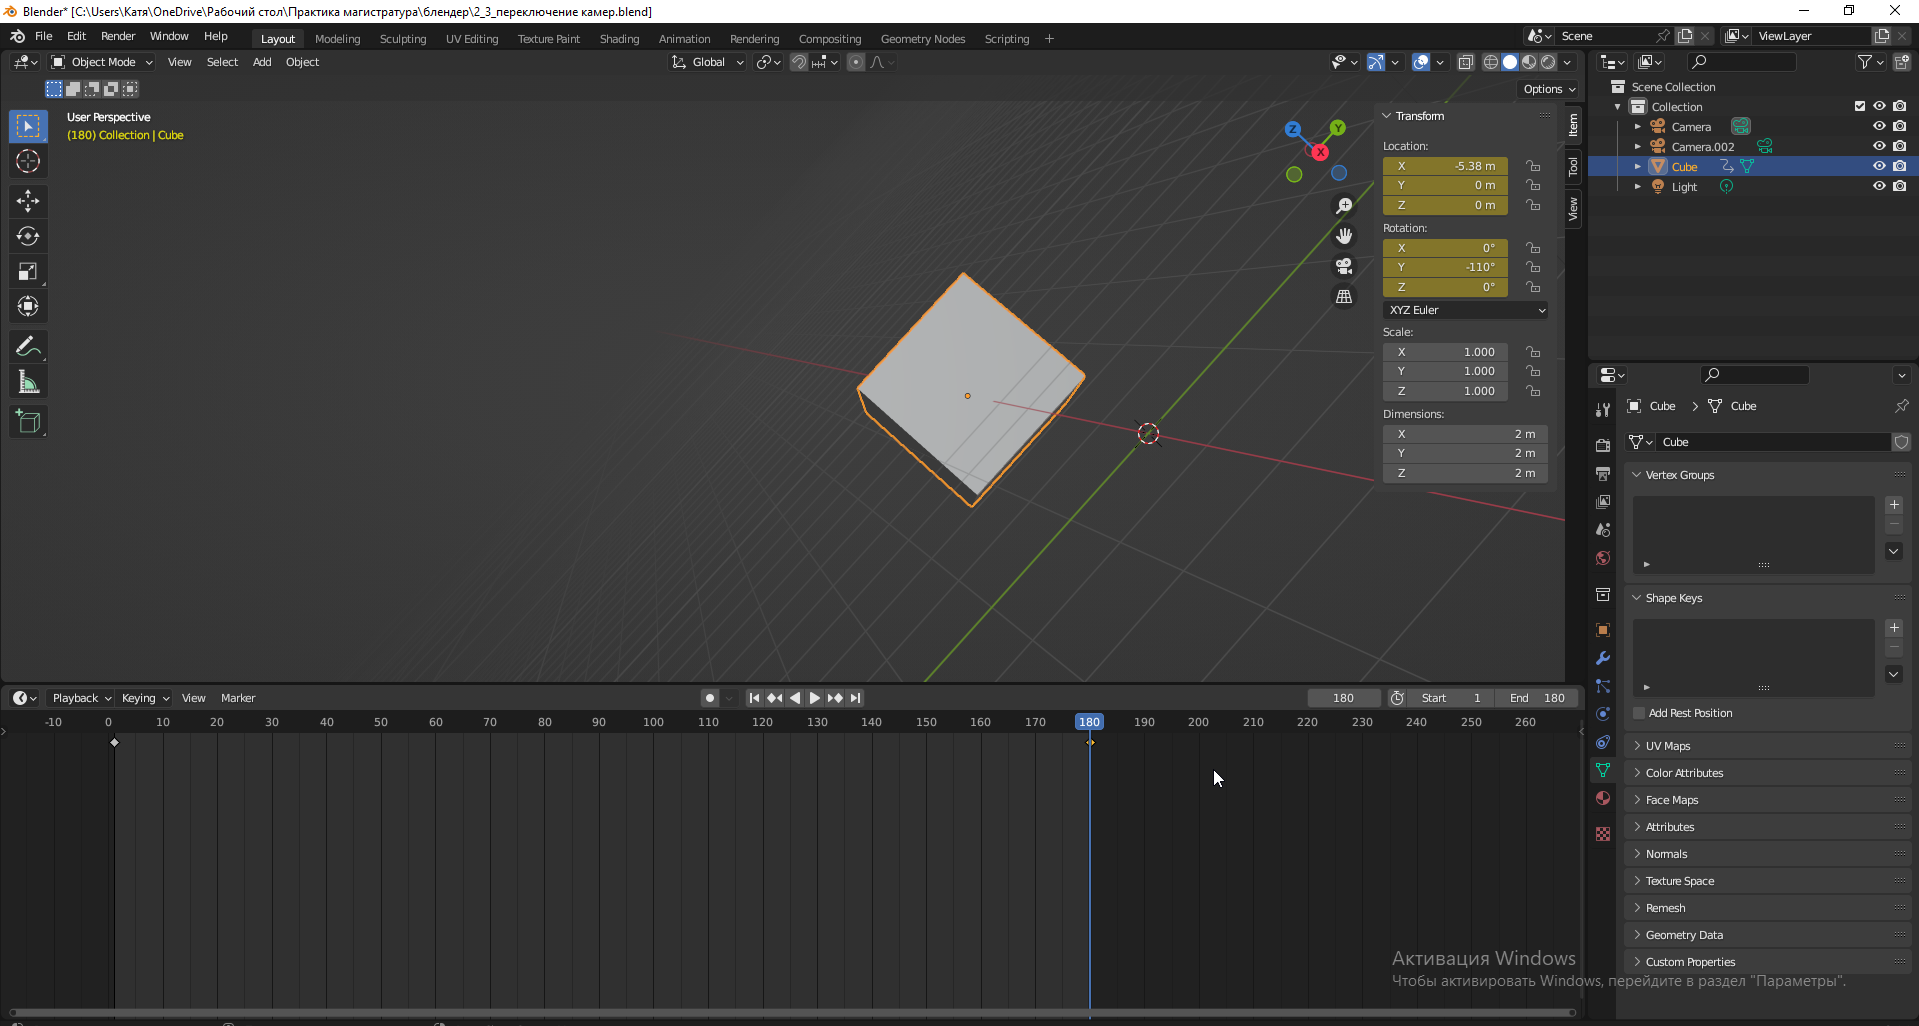 Blender* [C:\Users\Катя\OneDrive\Рабочий стол\Практика магистратура\блендер\2_3_переключение камер.blend]
File Edit Render Window Help Layout Modeling Sculpting UV Editing Texture Paint Shading Animation Rendering Compositing Geometry Nodes Scripting + Scene ViewLayer
Object Mode View Select Add Object Global
Options
User Perspective
(180) Collection | Cube
Z Y X
Transform
Location:
X -5.38 m
Y 0 m
Z 0 m
Rotation:
X 0°
Y -110°
Z 0°
XYZ Euler
Scale:
X 1.000
Y 1.000
Z 1.000
Dimensions:
X 2 m
Y 2 m
Z 2 m
Item
Tool
View
Scene Collection
Collection
Camera
Camera.002
Cube
Light
Cube > Cube
Cube
Vertex Groups
Shape Keys
Add Rest Position
UV Maps
Color Attributes
Face Maps
Attributes
Normals
Texture Space
Remesh
Geometry Data
Custom Properties
Playback Keying View Marker 180 Start 1 End 180
-10 0 10 20 30 40 50 60 70 80 90 100 110 120 130 140 150 160 170 180 190 200 210 220 230 240 250 260
Активация Windows
Чтобы активировать Windows, перейдите в раздел "Параметры".